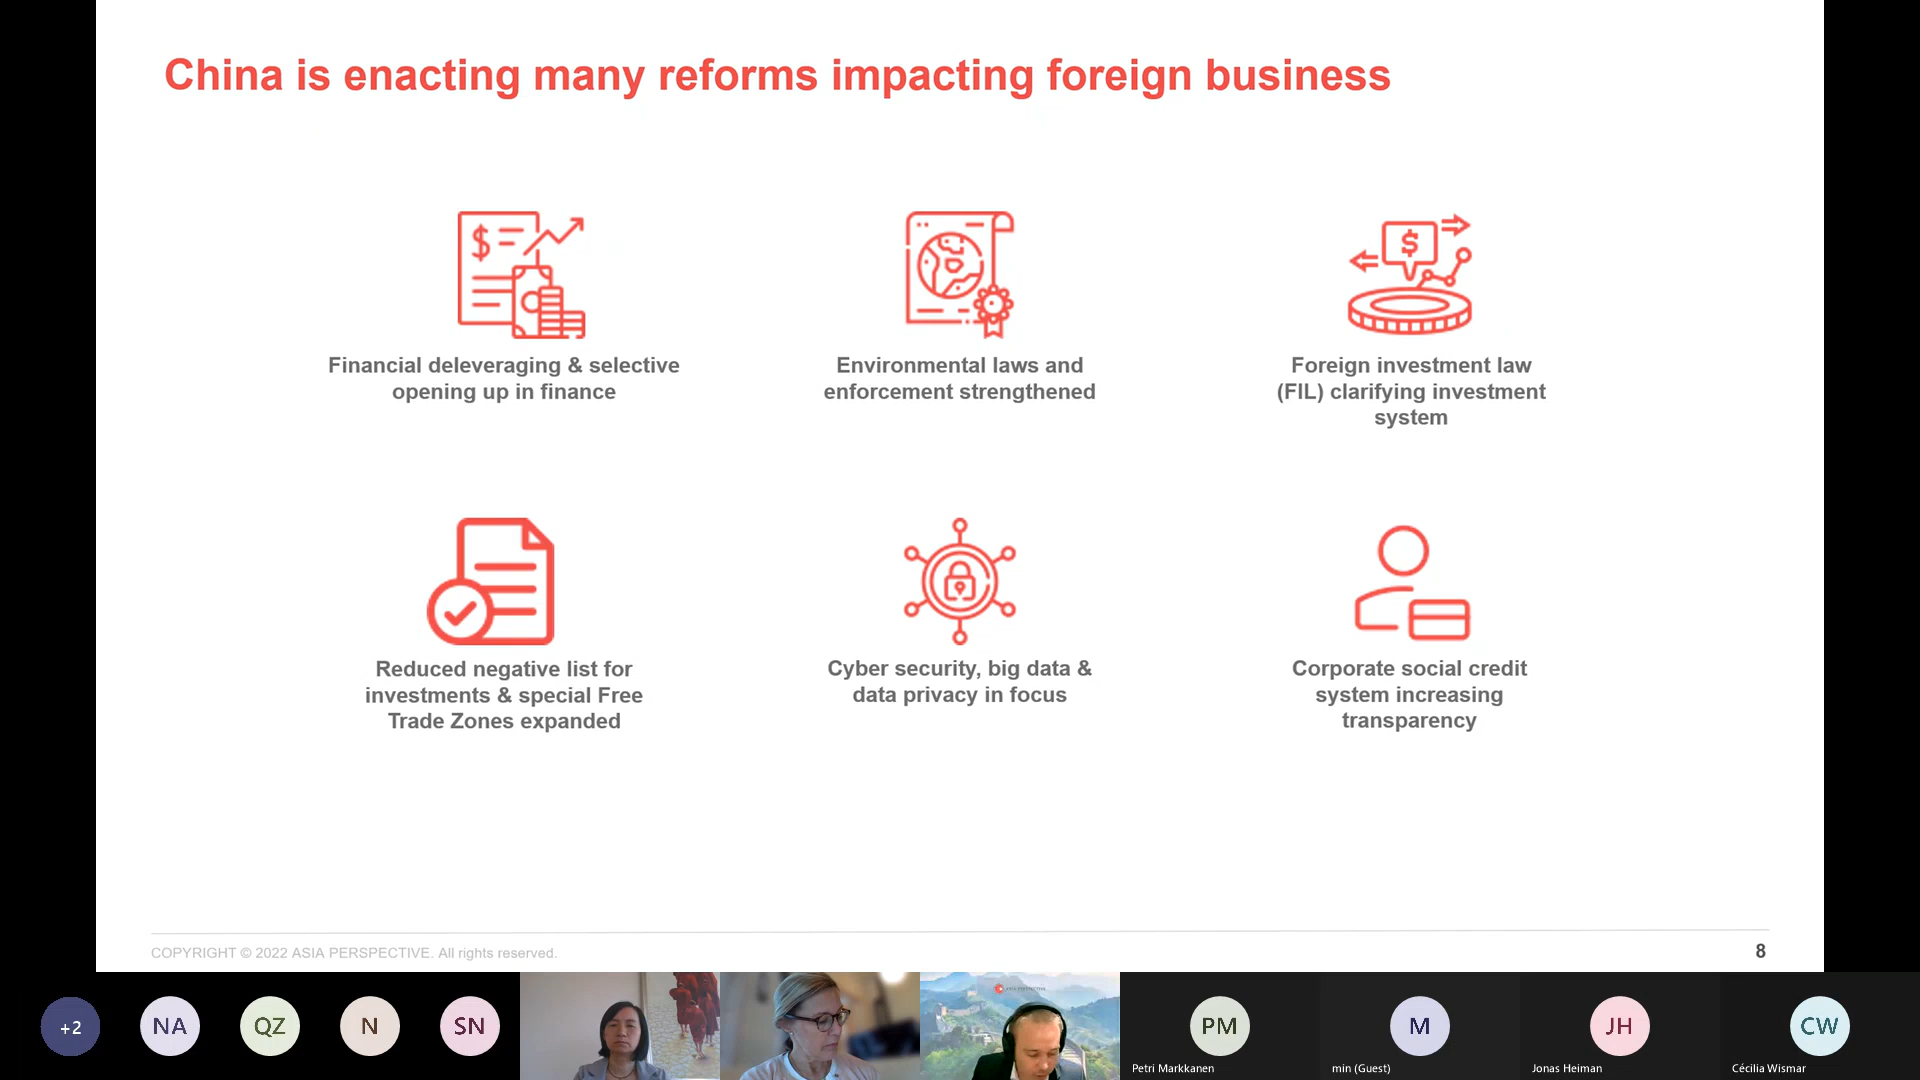 China is enacting many reforms impacting foreign business
$
$
Financial deleveraging & selective
opening up in finance
Environmental laws and
enforcement strengthened
Foreign investment law
(FIL) clarifying investment
system
Reduced negative list for
investments & special Free
Trade Zones expanded
Cyber security, big data &
data privacy in focus
Corporate social credit
system increasing
transparency
COPYRIGHT © 2022 ASIA PERSPECTIVE. All rights reserved.
8
+2
NA
QZ
N
SN
ASIA PERSPECTIVE
PM
Petri Markkanen
M
min (Guest)
JH
Jonas Heiman
CW
Cécilia Wismar